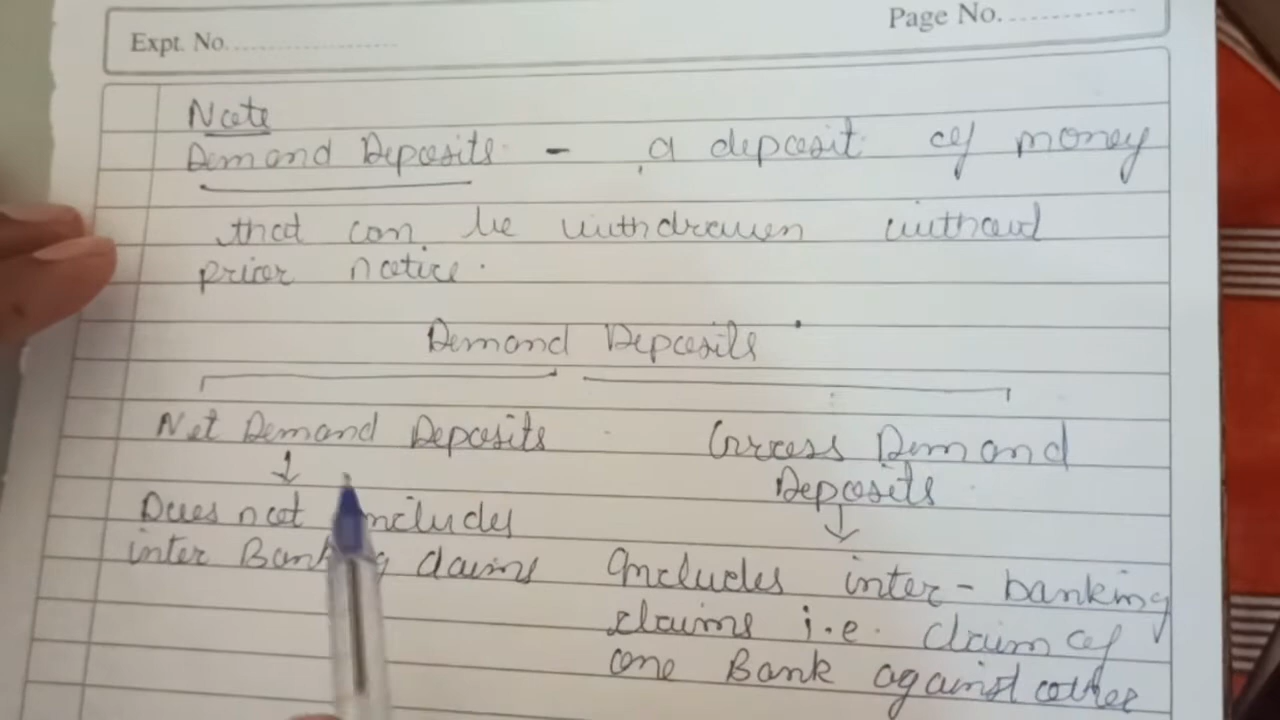 Page No.
Expt. No.
Note
Demand Deposits - a deposit of money
that can be withdrawn without
prior notice.
Demand Deposits
Net Demand Deposits
↓
Does not includes
inter Banking claims
Gross Demand
Deposits
↓
Includes inter-banking
claims i.e. claim of
one Bank against other